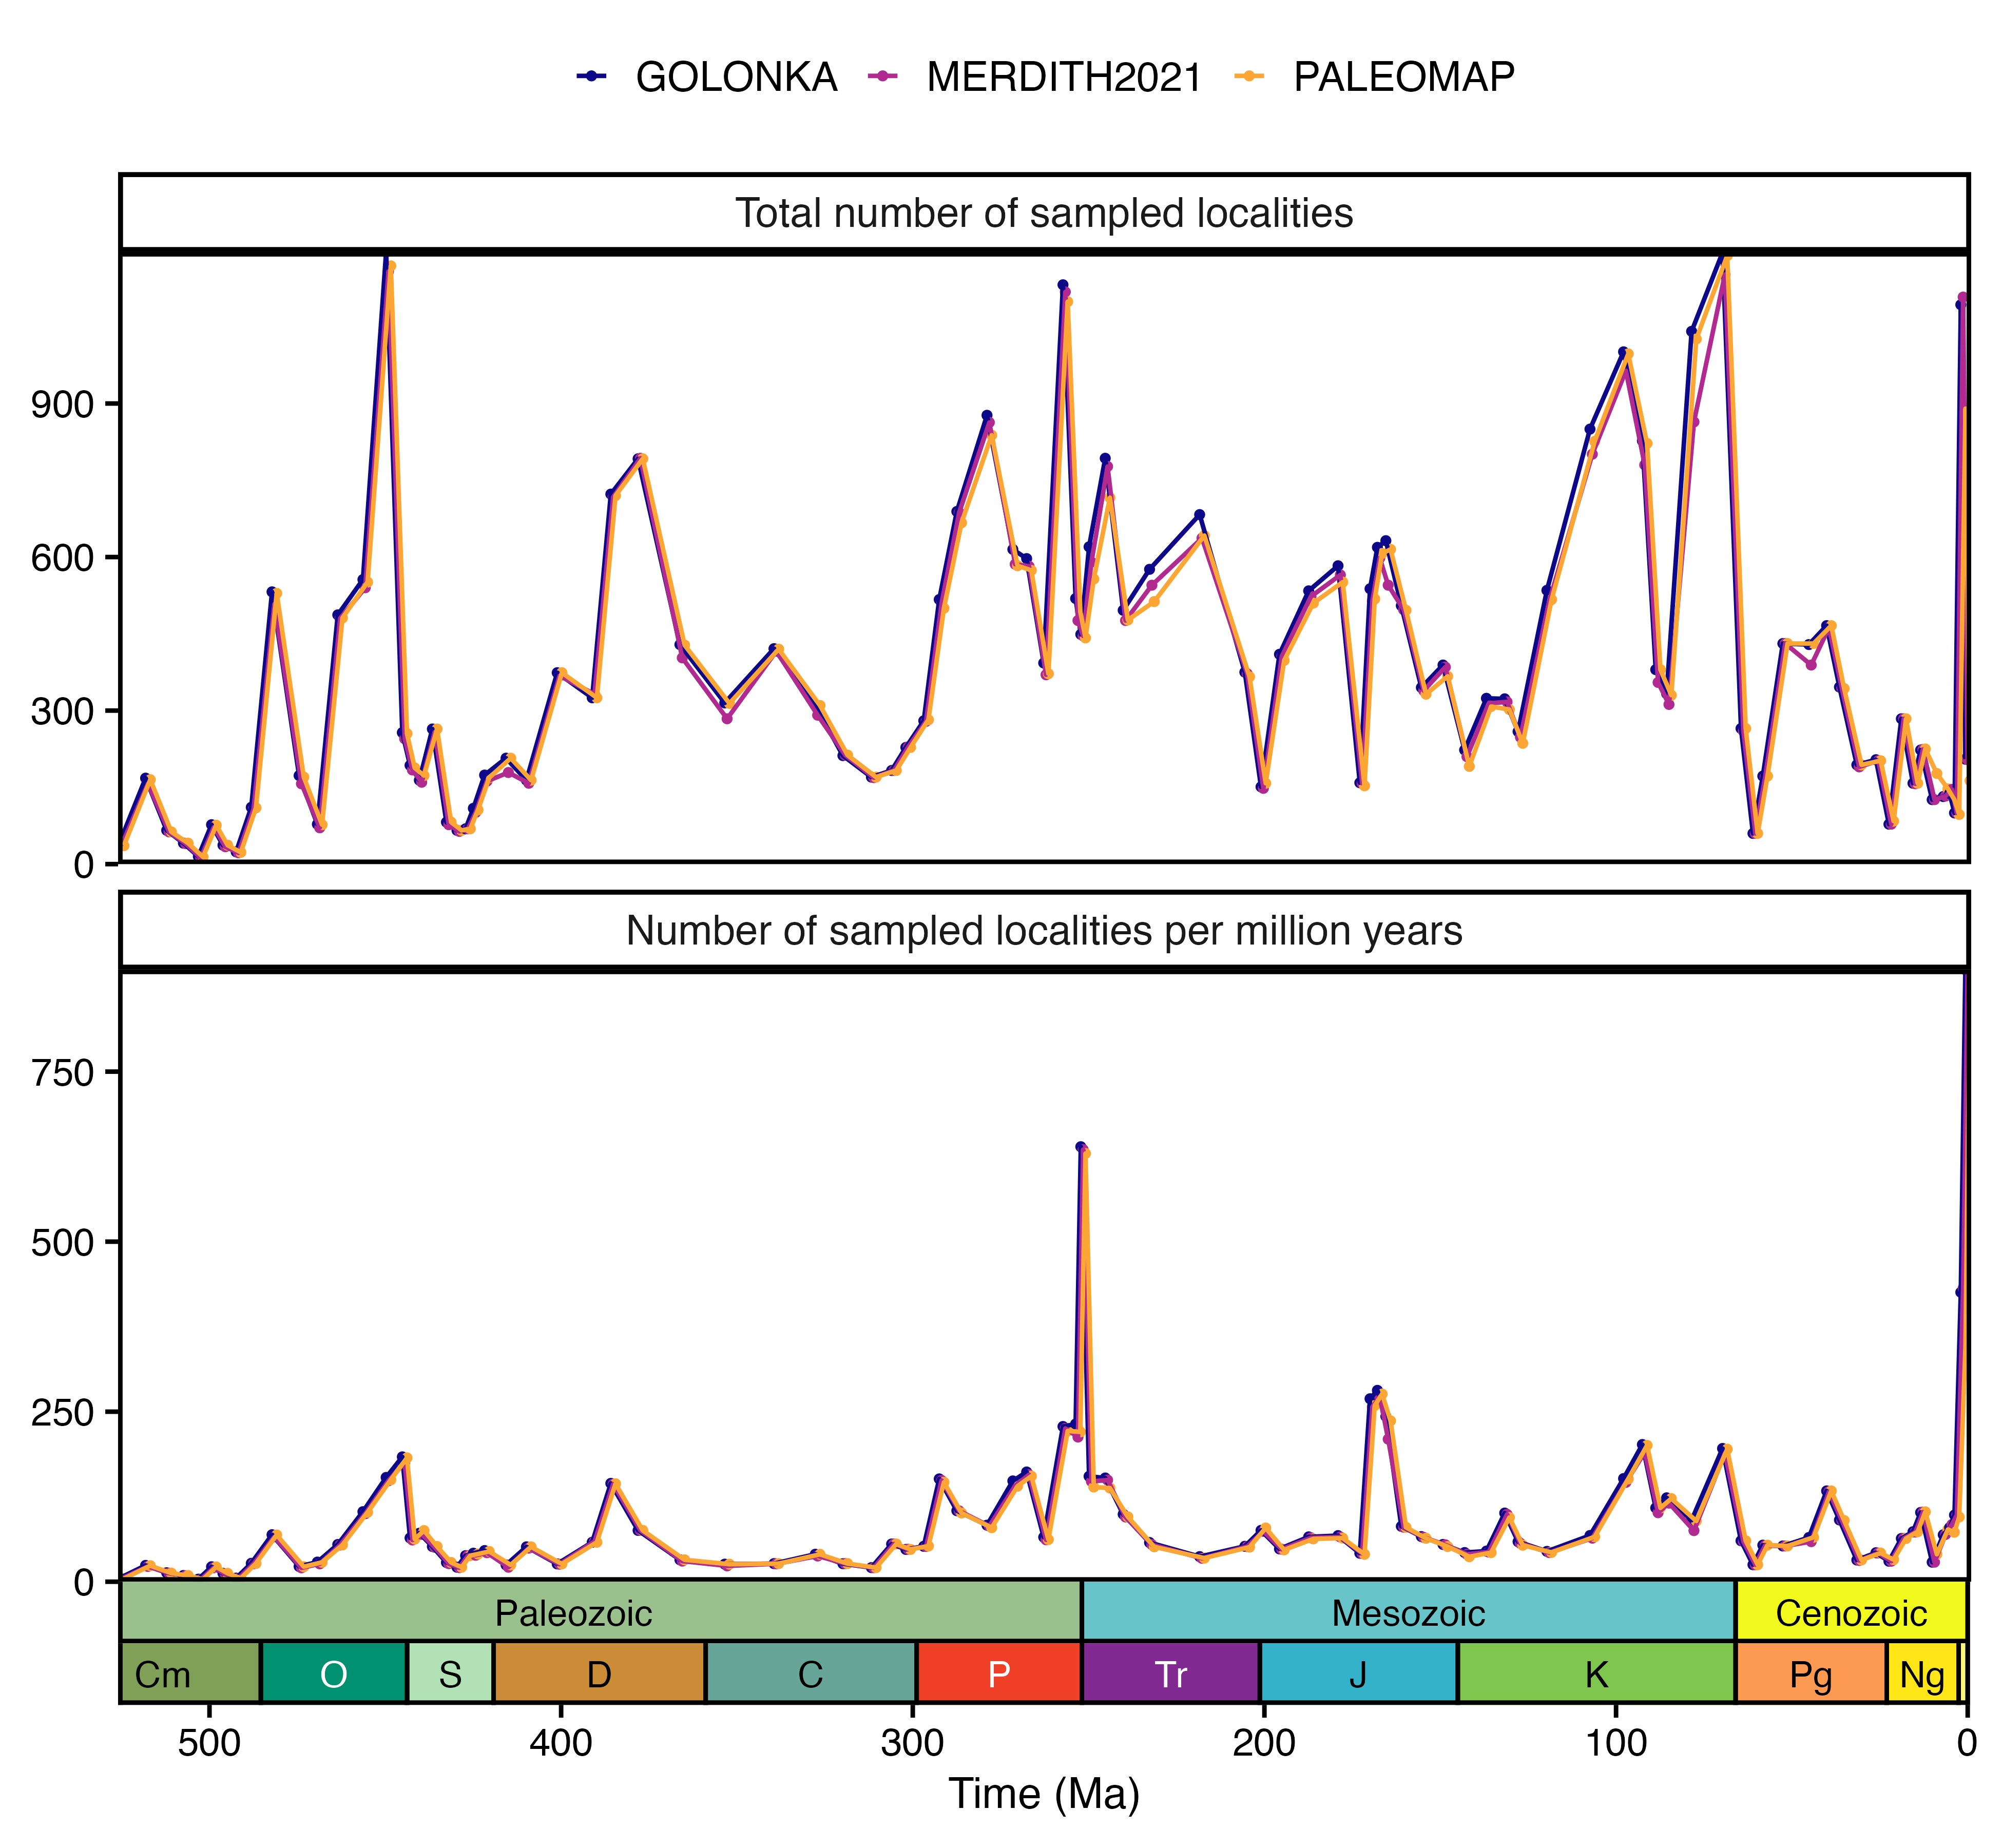 GOLONKA MERDITH2021 PALEOMAP
Total number of sampled localities
900
600
300
0
Number of sampled localities per million years
750
500
250
0
Paleozoic Mesozoic Cenozoic
Cm O S D C P Tr J K Pg Ng
500 400 300 200 100 0
Time (Ma)